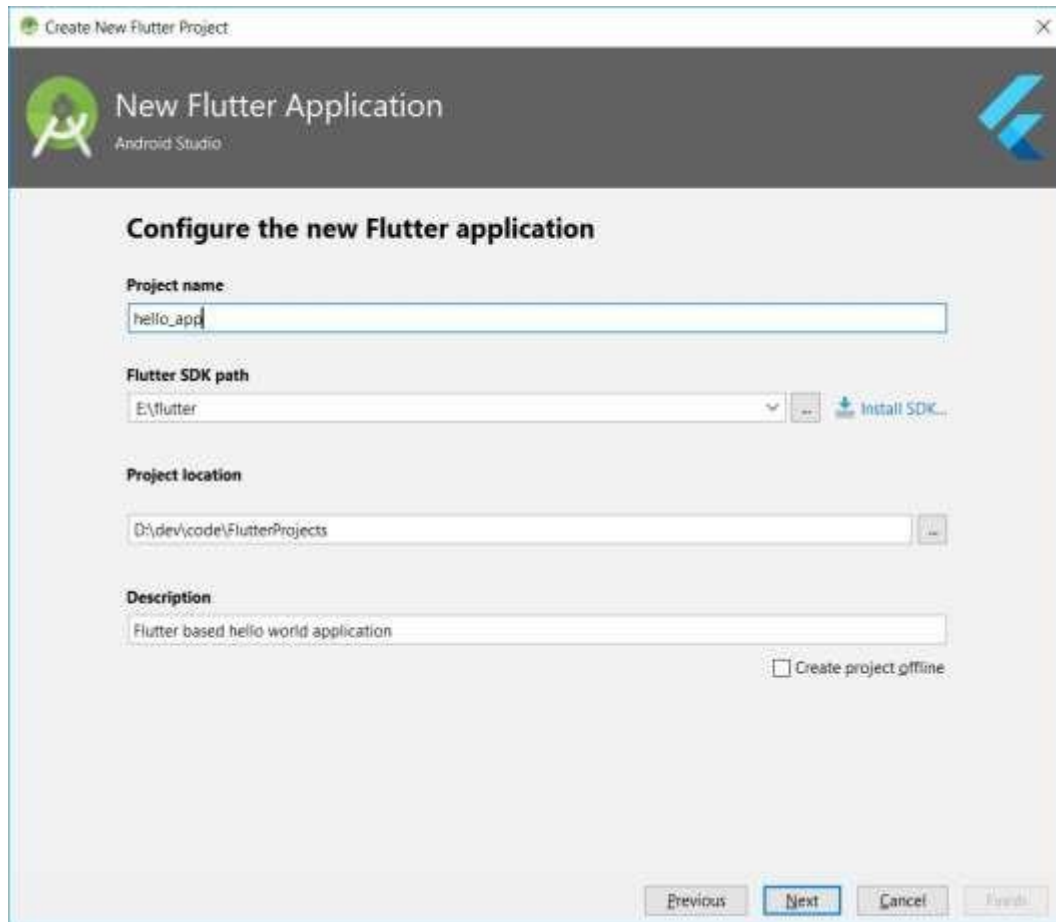 Create New Flutter Project
New Flutter Application
Android Studio
Configure the new Flutter application
Project name
hello_app
Flutter SDK path
E:\flutter
...
Install SDK...
Project location
D:\dev\code\FlutterProjects
...
Description
Flutter based hello world application
Create project offline
Previous
Next
Cancel
Finish